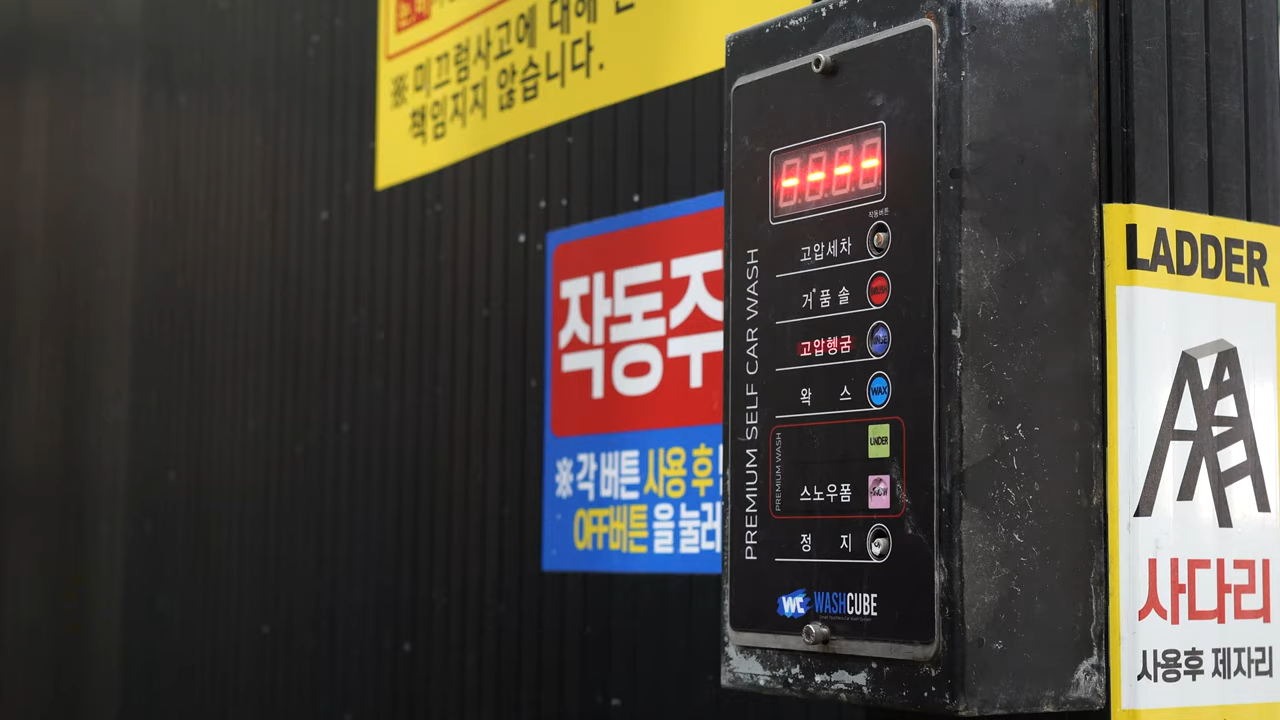 ※ 미끄럼사고에 대해
책임지지 않습니다.
작동주
※ 각 버튼 사용 후
OFF버튼을 눌러
PREMIUM SELF CAR WASH
작동버튼
고압세차
거품솔
고압헹굼
왁 스
WAX
PREMIUM WASH
UNDER
스노우폼
SNOW
정 지
WC WASHCUBE
LADDER
사다리
사용후 제자리